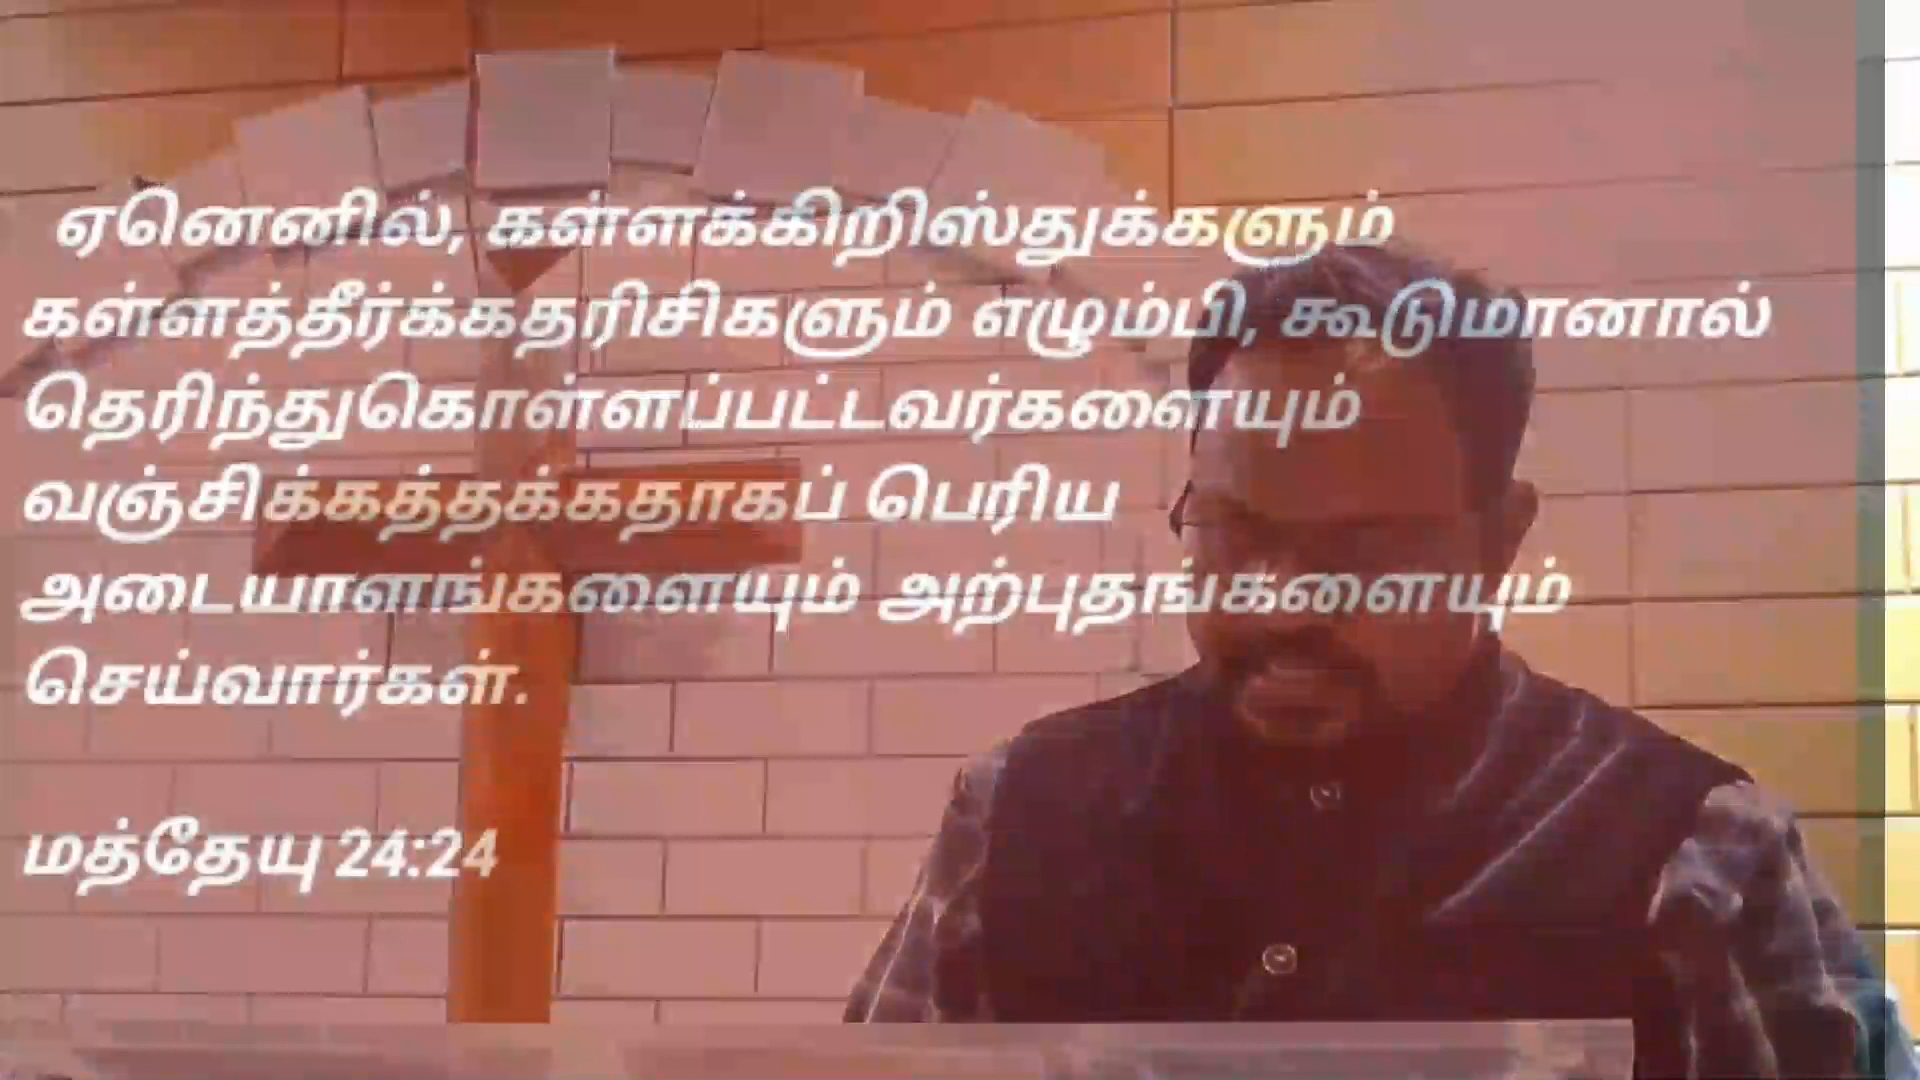 ஏனெனில், கள்ளக்கிறிஸ்துக்களும்
கள்ளத்தீர்க்கதரிசிகளும் எழும்பி, கூடுமானால்
தெரிந்துகொள்ளப்பட்டவர்களையும்
வஞ்சிக்கத்தக்கதாகப் பெரிய
அடையாளங்களையும் அற்புதங்களையும்
செய்வார்கள்.
மத்தேயு 24:24